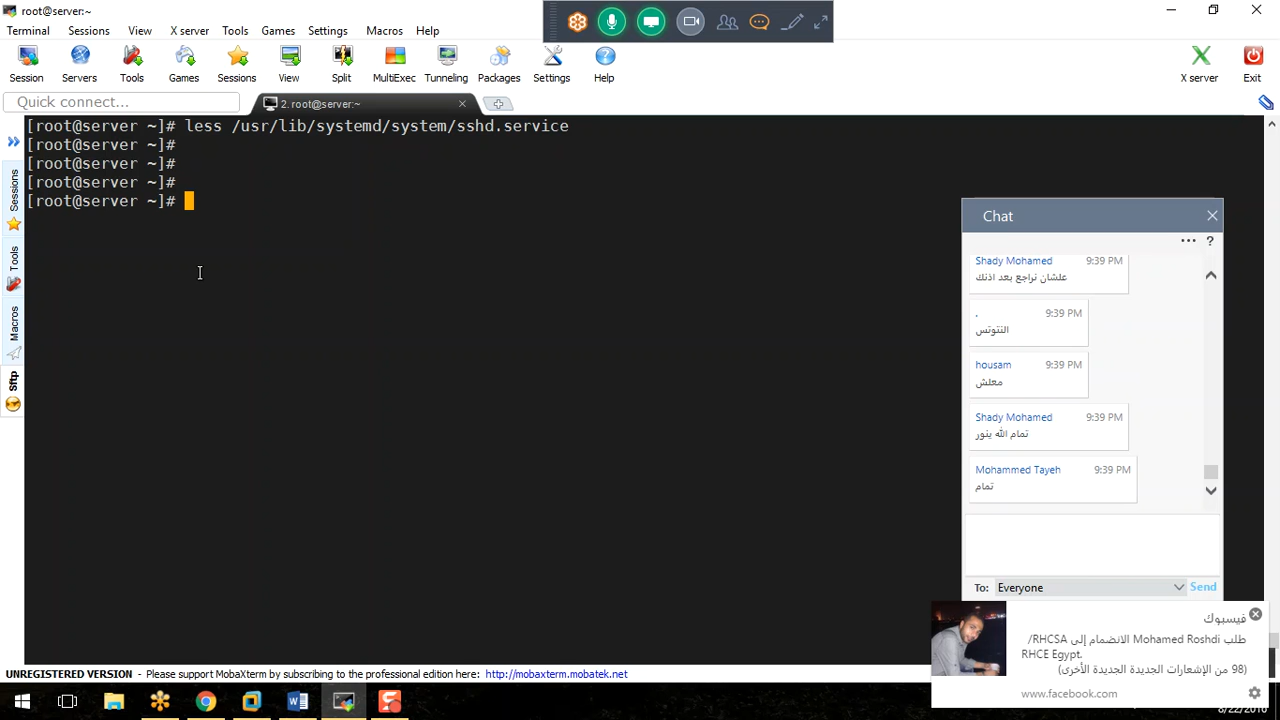 root@server:~
Terminal Sess View X server Tools Games Settings Macros Help
Session Servers Tools Games Sessions View Split MultiExec Tunneling Packages Settings Help X server Exit
Quick connect...
2. root@server:~
[root@server ~]# less /usr/lib/systemd/system/sshd.service
[root@server ~]#
[root@server ~]#
[root@server ~]#
[root@server ~]#
Sessions
Tools
Macros
Sftp
Chat
... ?
Shady Mohamed 9:39 PM
علشان نراجع بعد اذنك
. 9:39 PM
النتوتس
housam 9:39 PM
معلش
Shady Mohamed 9:39 PM
تمام الله ينور
Mohammed Tayeh 9:39 PM
تمام
To: Everyone Send
فيسبوك
طلب Mohamed Roshdi الانضمام إلى RHCSA/
RHCE Egypt.
(98 من الإشعارات الجديدة الجديدة الأخرى)
www.facebook.com
UNREGISTERED VERSION - Please support MobaXterm by subscribing to the professional edition here: http://mobaxterm.mobatek.net